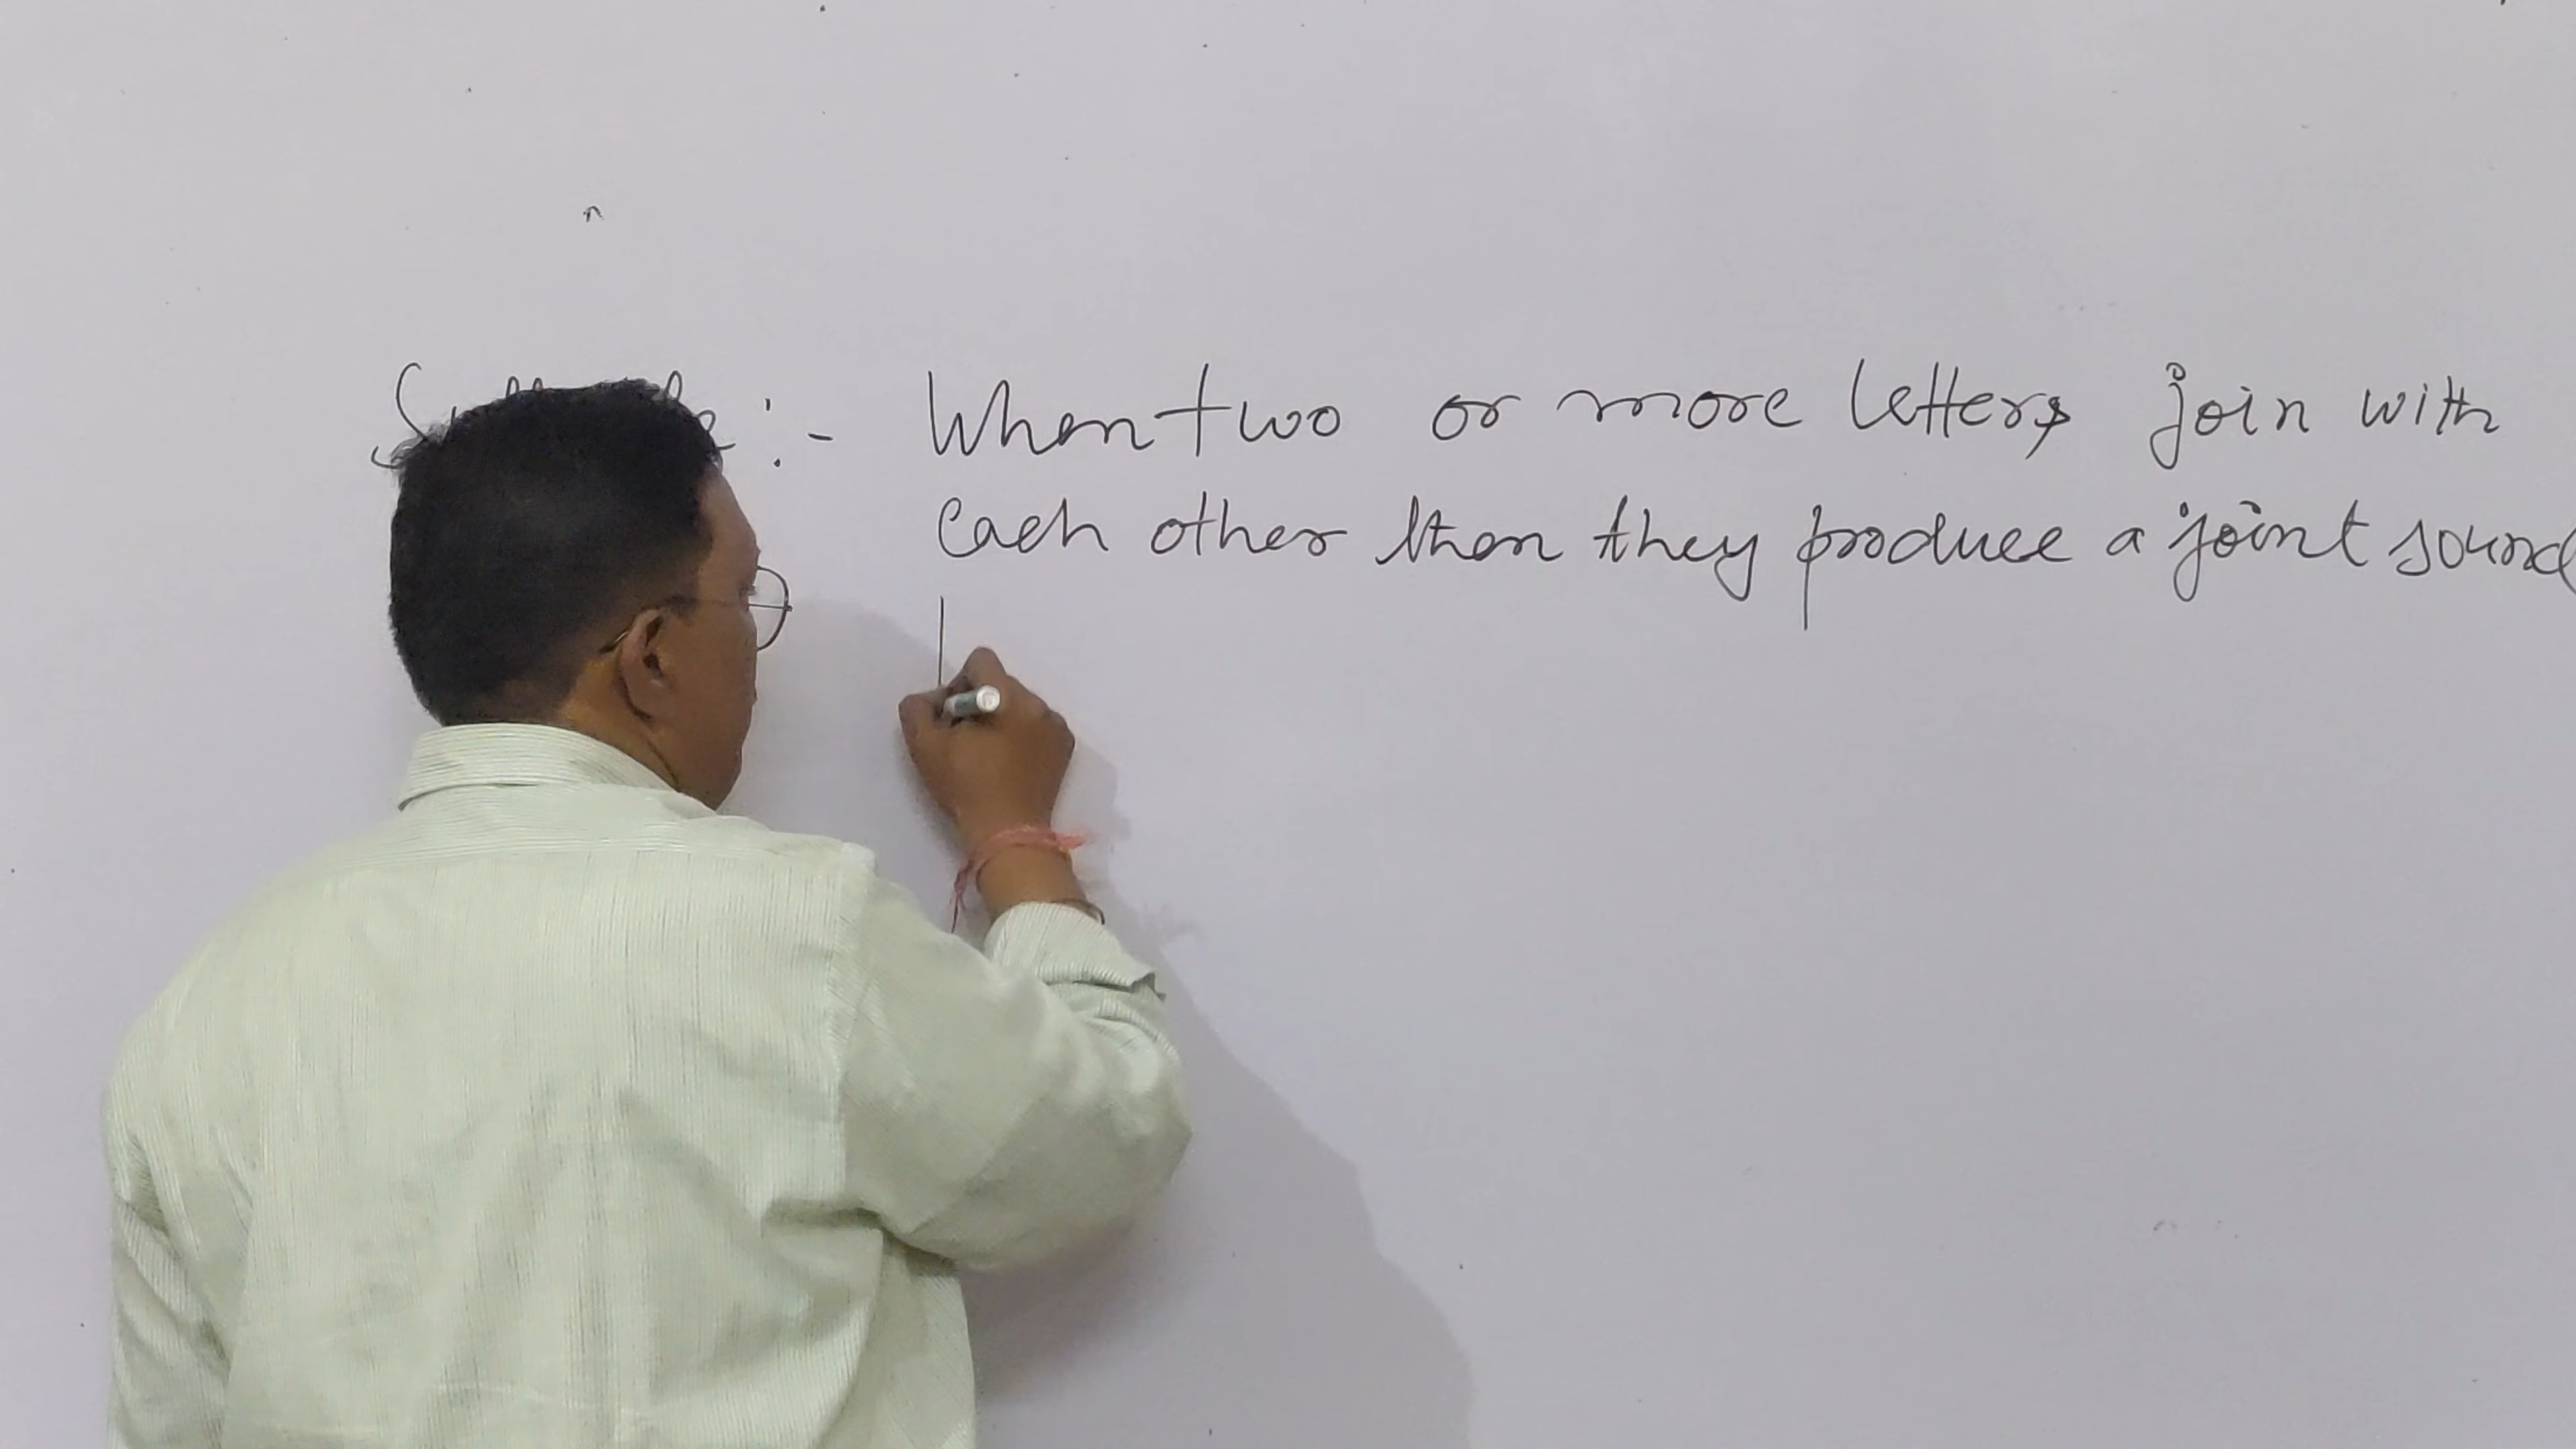 :- When two or more letters join with
each other then they produce a joint sound